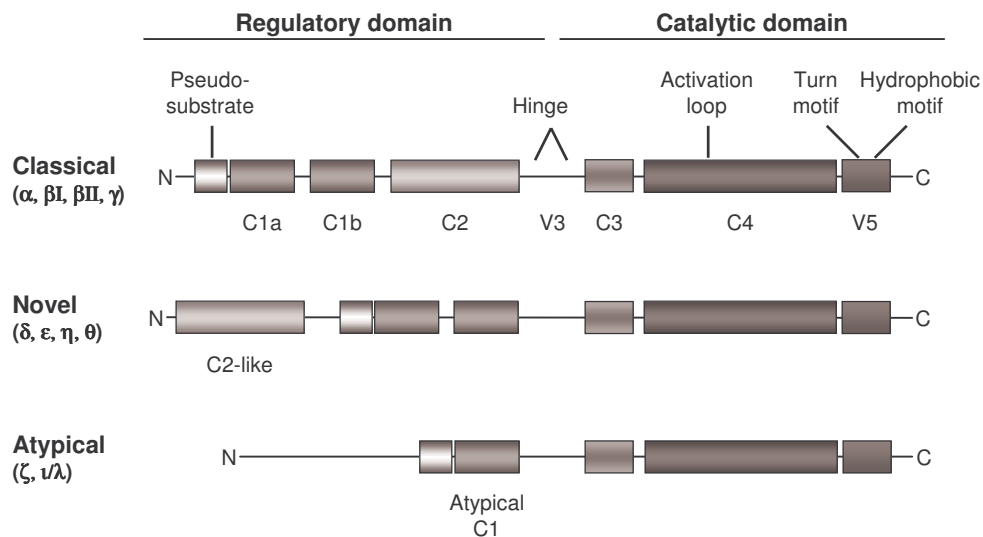 Regulatory domain
Catalytic domain
Pseudo-
substrate
Hinge
Activation
loop
Turn
motif
Hydrophobic
motif
Classical
(α, βI, βII, γ)
N
C
C1a
C1b
C2
V3
C3
C4
V5
Novel
(δ, ε, η, θ)
N
C
C2-like
Atypical
(ζ, ι/λ)
N
C
Atypical
C1